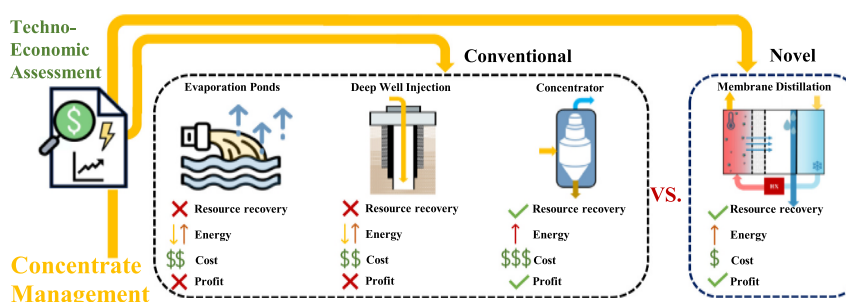 Techno-
Economic
Assessment
Conventional
Novel
Evaporation Ponds
Deep Well Injection
Concentrator
Membrane Distillation
$
HX
VS.
Resource recovery
Resource recovery
Resource recovery
Resource recovery
Energy
Energy
Energy
Energy
$$ Cost
$$ Cost
$$$ Cost
$ Cost
Profit
Profit
Profit
Profit
Concentrate
Management